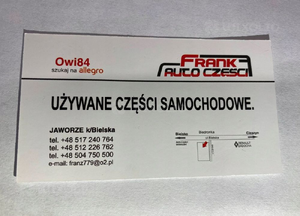 Owi84
szukaj na allegro
FRANK
AUTO CZĘŚCI
UŻYWANE CZĘŚCI SAMOCHODOWE.
JAWORZE k/Bielska
tel. +48 517 240 764
tel. +48 512 226 762
tel. +48 504 750 500
e-mail: franz779@o2.pl